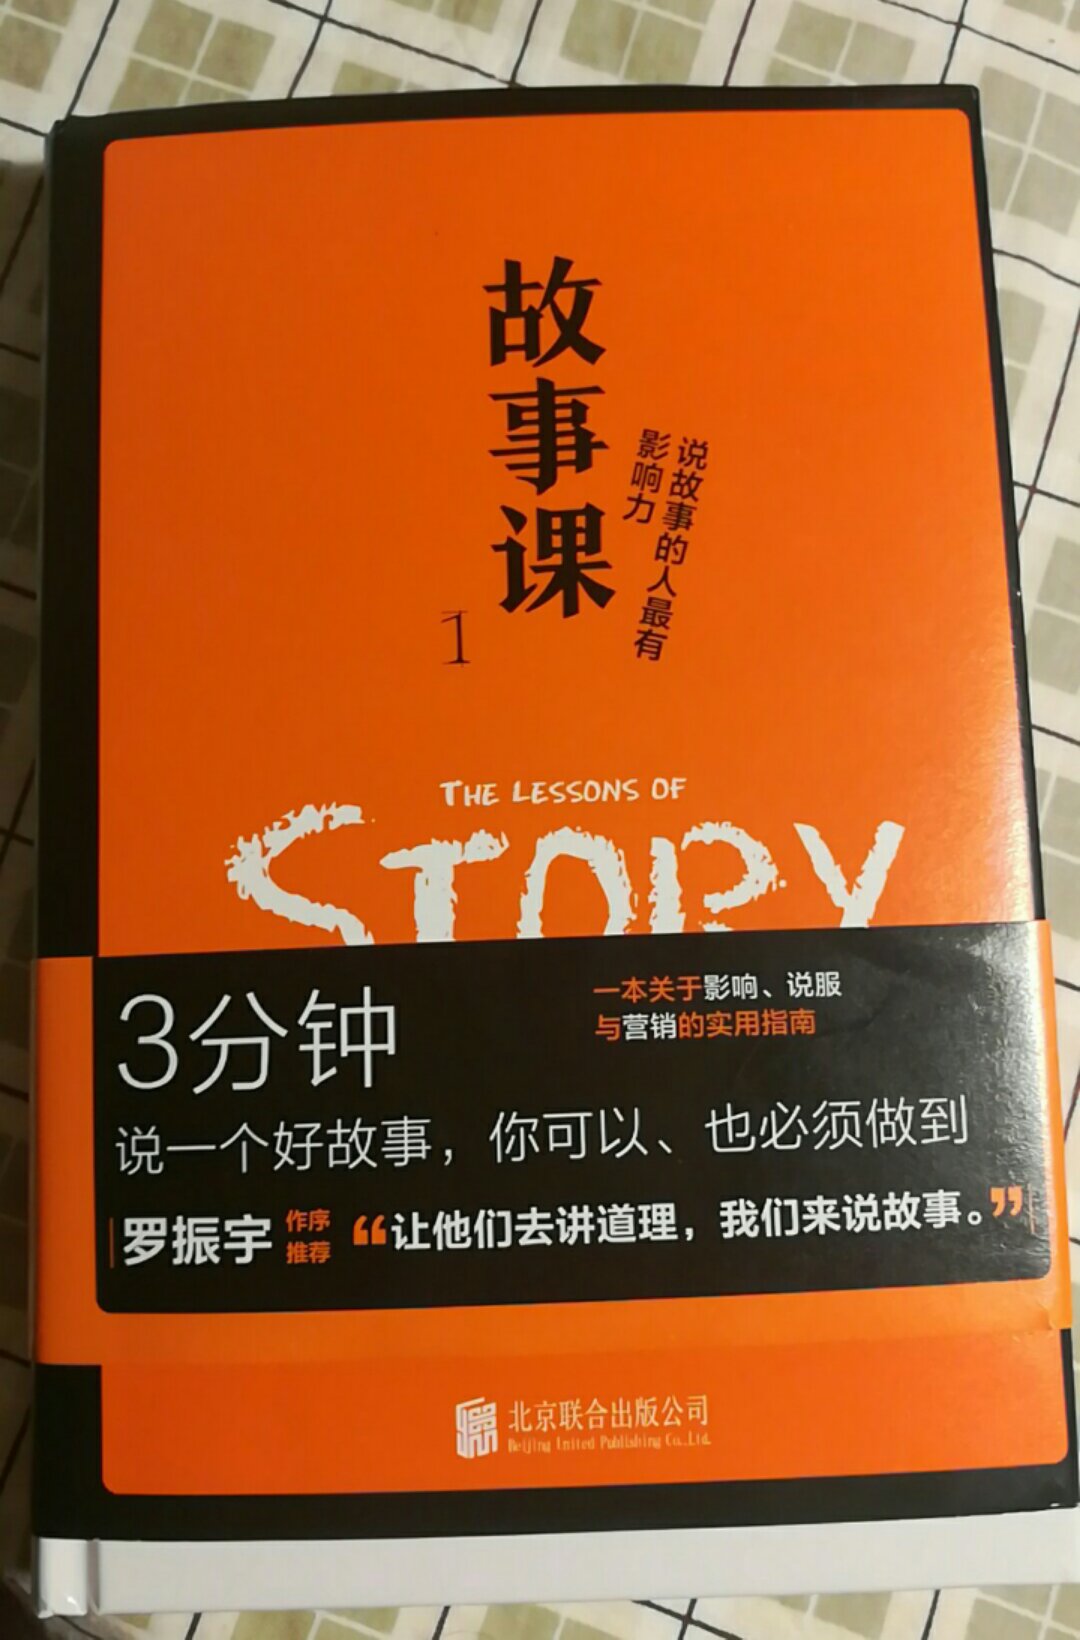 故事课
说故事的人最有
影响力
1
THE LESSONS OF
STORY
3分钟
一本关于影响、说服
与营销的实用指南
说一个好故事，你可以、也必须做到
罗振宇 作序
推荐
“让他们去讲道理，我们来说故事。”
北京联合出版公司
Beijing United Publishing Co.,Ltd.